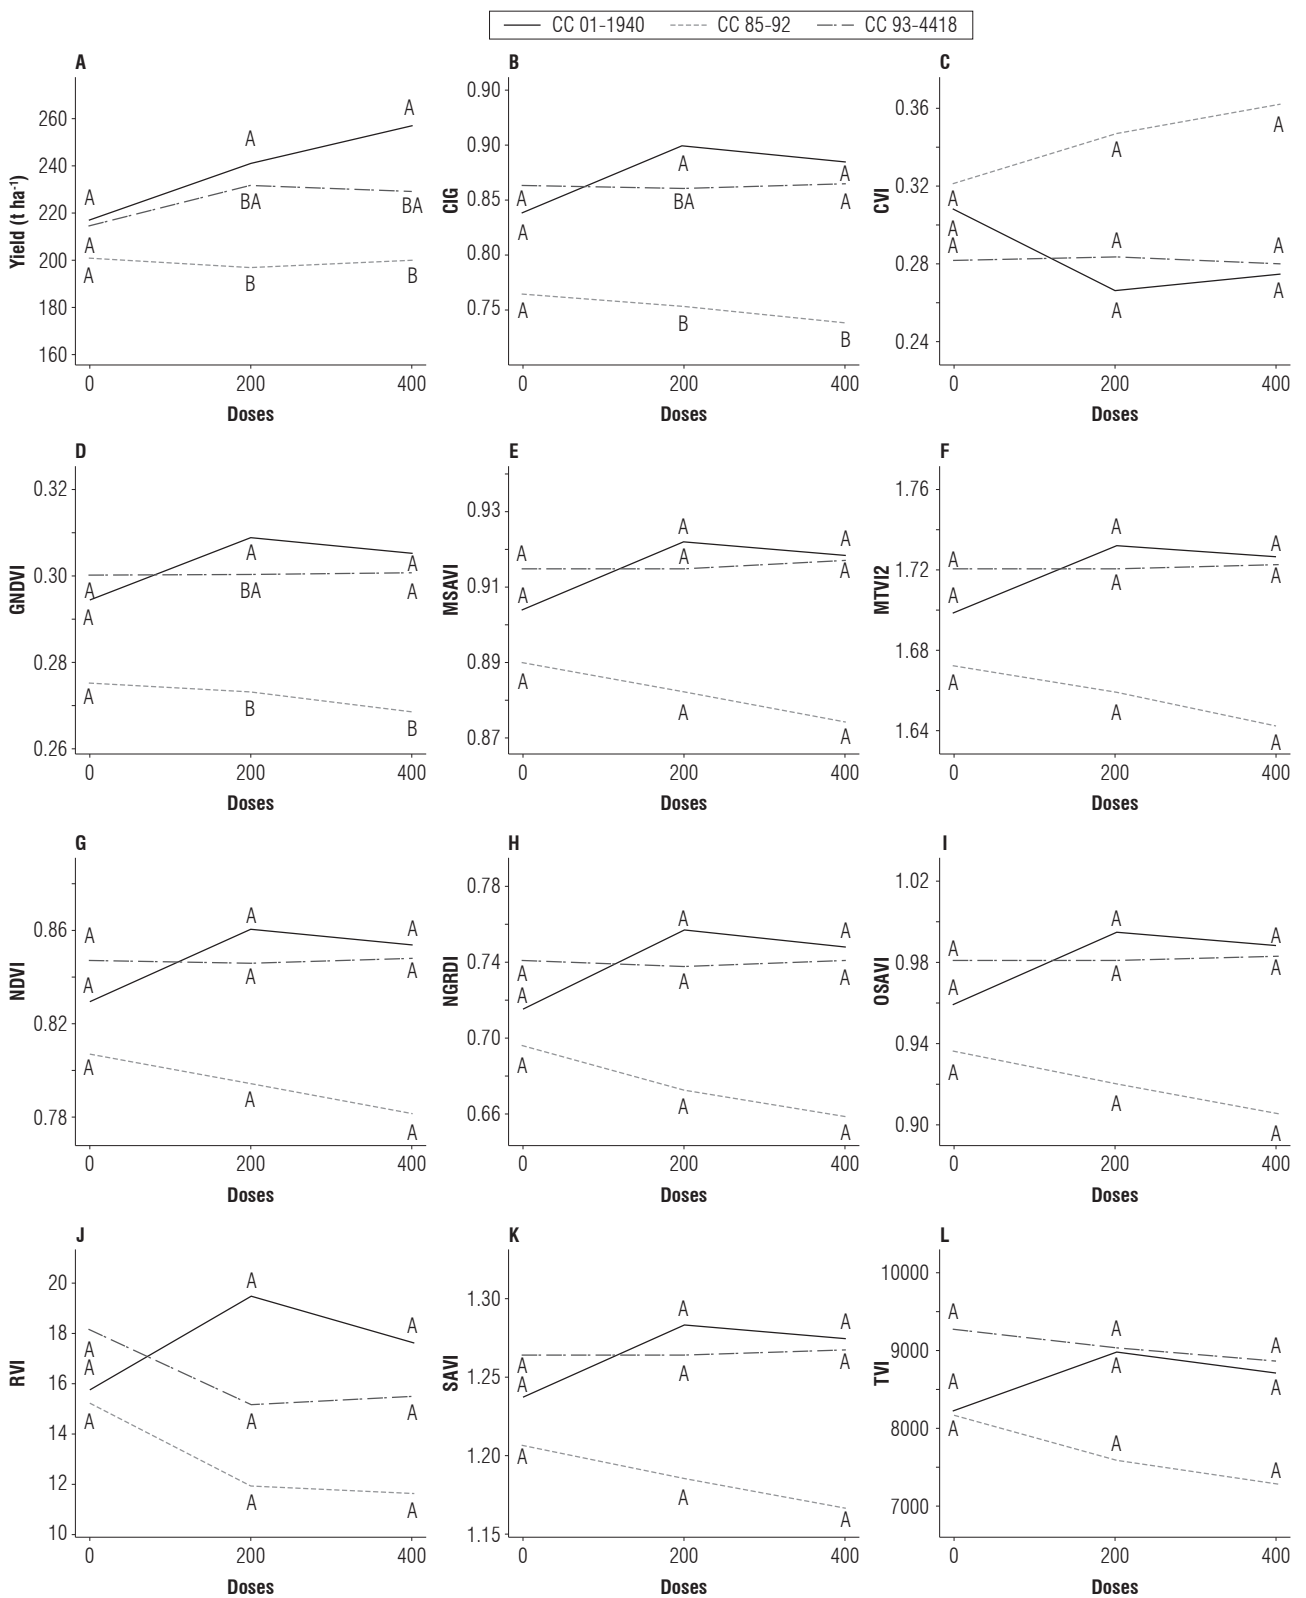 CC 01-1940 CC 85-92 CC 93-4418
A
Yield (t ha-1)
260
240
220
200
180
160
A A A
A BA BA
A B B
0 200 400
Doses
B
CIG
0.90
0.90
0.85
0.80
0.75
A A A
A BA A
A B B
0 200 400
Doses
C
CVI
0.36
0.32
0.28
0.24
A A A
A A A
A A A
0 200 400
Doses
D
GNDVI
0.32
0.30
0.28
0.26
A A A
A BA A
A B B
0 200 400
Doses
E
MSAVI
0.93
0.91
0.89
0.87
A A A
A A A
A A A
0 200 400
Doses
F
MTVI2
1.76
1.72
1.68
1.64
A A A
A A A
A A A
0 200 400
Doses
G
NDVI
0.86
0.82
0.78
A A A
A A A
A A A
0 200 400
Doses
H
NGRDI
0.78
0.74
0.70
0.66
A A A
A A A
A A A
0 200 400
Doses
I
OSAVI
1.02
0.98
0.94
0.90
A A A
A A A
A A A
0 200 400
Doses
J
RVI
20
18
16
14
12
10
A A A
A A A
A A A
0 200 400
Doses
K
SAVI
1.30
1.25
1.20
1.15
A A A
A A A
A A A
0 200 400
Doses
L
TVI
10000
9000
8000
7000
A A A
A A A
A A A
0 200 400
Doses